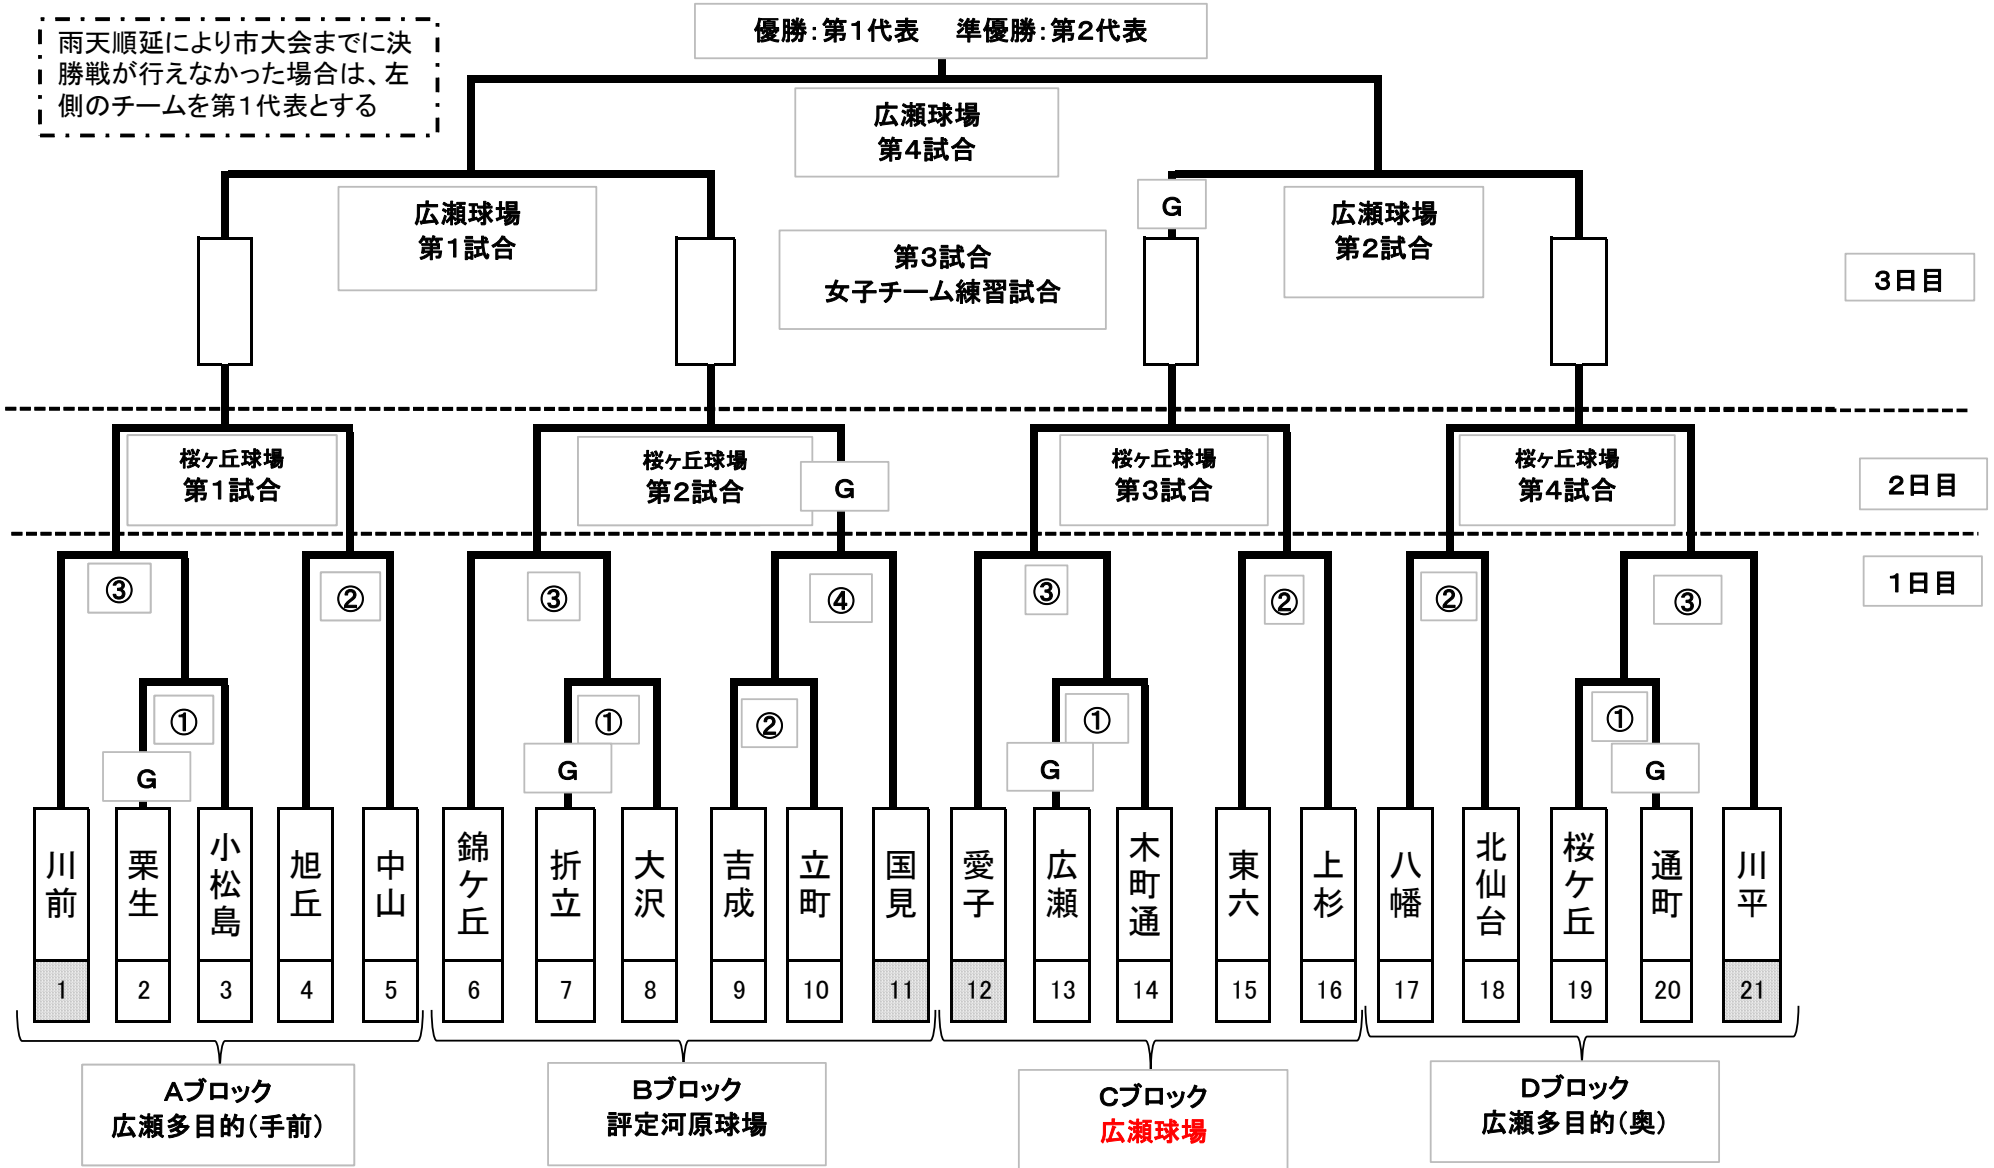 優勝：第１代表　準優勝：第２代表
雨天順延により市大会までに決
勝戦が行えなかった場合は、左
側のチームを第１代表とする
広瀬球場
第４試合
広瀬球場
第１試合
G
広瀬球場
第２試合
第３試合
女子チーム練習試合
３日目
桜ヶ丘球場
第１試合
桜ヶ丘球場
第２試合
G
桜ヶ丘球場
第３試合
桜ヶ丘球場
第４試合
２日目
１日目
③
②
③
④
③
②
②
③
①
①
②
①
①
G
G
G
G
川前
栗生
小松島
旭丘
中山
錦ケ丘
折立
大沢
吉成
立町
国見
愛子
広瀬
木町通
東六
上杉
八幡
北仙台
桜ケ丘
通町
川平
1
2
3
4
5
6
7
8
9
10
11
12
13
14
15
16
17
18
19
20
21
Aブロック
広瀬多目的（手前）
Bブロック
評定河原球場
Cブロック
広瀬球場
Dブロック
広瀬多目的（奥）